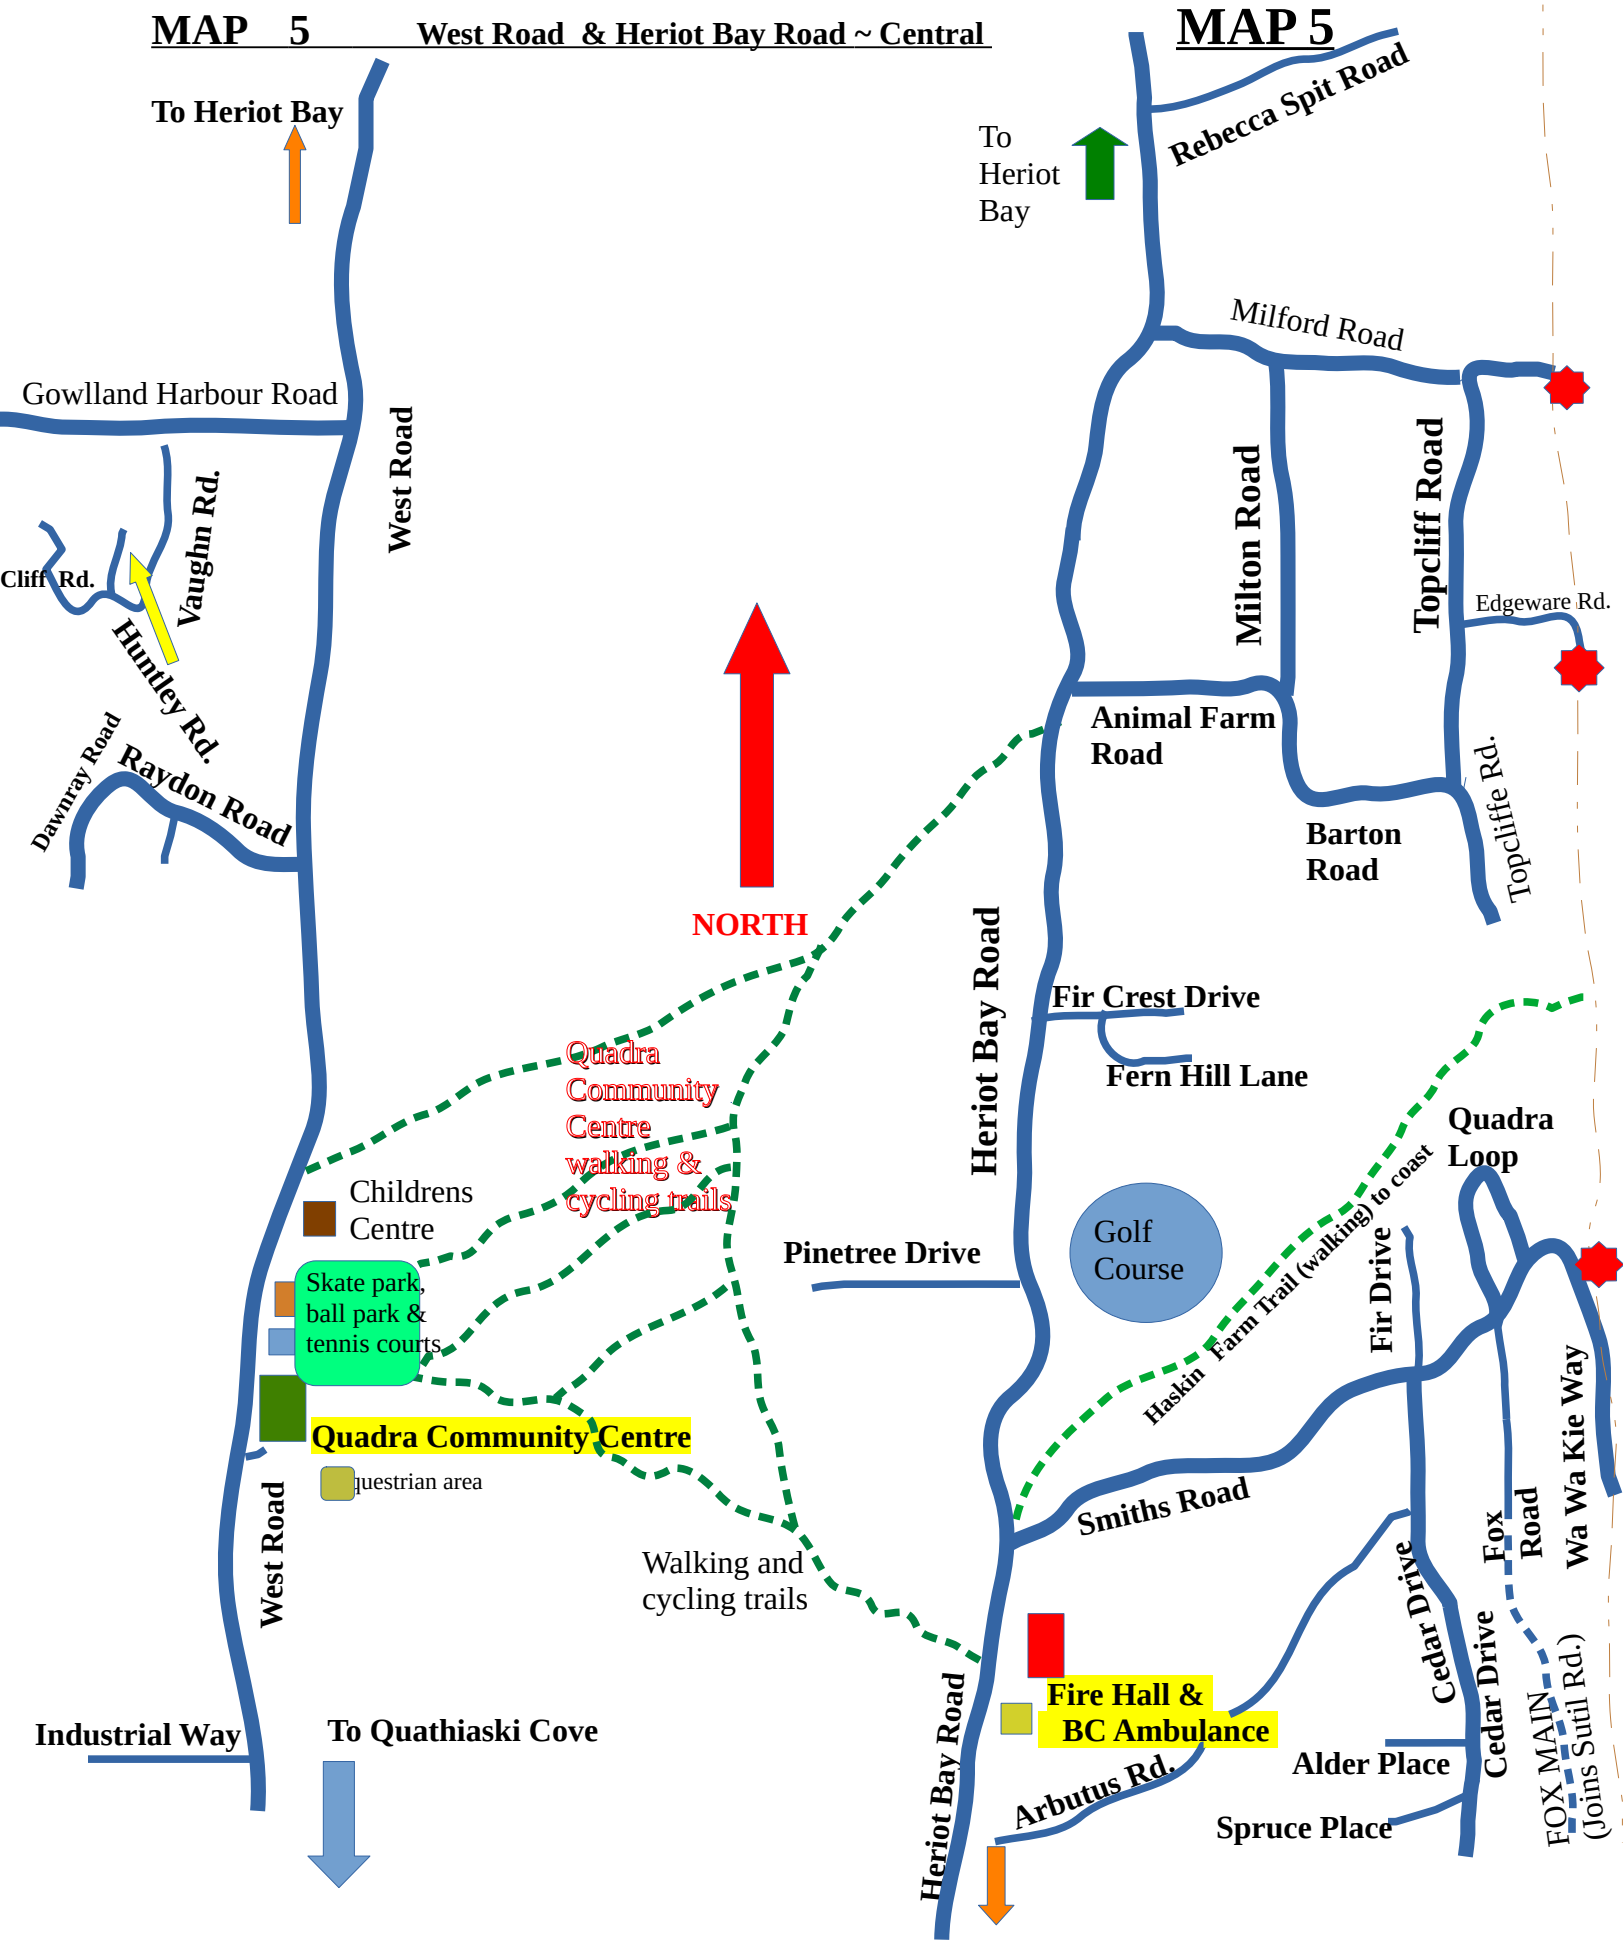 MAP 5 West Road & Heriot Bay Road ~ Central
MAP 5
To Heriot Bay
Rebecca Spit Road
To
Heriot
Bay
Milford Road
Gowlland Harbour Road
West Road
Vaughn Rd.
Cliff Rd.
Huntley Rd.
Milton Road
Topcliff Road
Edgeware Rd.
Dawnray Road
Raydon Road
Animal Farm
Road
Topcliffe Rd.
Barton
Road
NORTH
Heriot Bay Road
Fir Crest Drive
Fern Hill Lane
Quadra
Community
Centre
walking &
cycling trails
Quadra
Loop
Childrens
Centre
Pinetree Drive
Golf
Course
Haskin Farm Trail (walking) to coast
Fir Drive
Skate park,
ball park &
tennis courts
Wa Wa Kie Way
Quadra Community Centre
questrian area
West Road
Smiths Road
Fox
Road
Walking and
cycling trails
Cedar Drive
Cedar Drive
Heriot Bay Road
Fire Hall &
BC Ambulance
Industrial Way
To Quathiaski Cove
Arbutus Rd.
Alder Place
Spruce Place
FOX MAIN
(Joins Sutil Rd.)